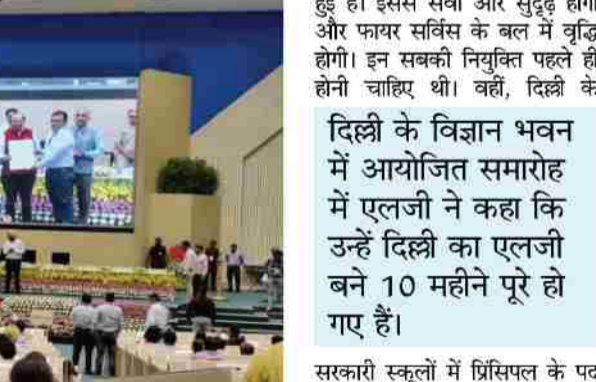 हुई है। इससे सेवा और सुदृढ़ होगी
और फायर सर्विस के बल में वृद्धि
होगी। इन सबकी नियुक्ति पहले ही
होनी चाहिए थी। वहीं, दिल्ली के
दिल्ली के विज्ञान भवन
में आयोजित समारोह
में एलजी ने कहा कि
उन्हें दिल्ली का एलजी
बने 10 महीने पूरे हो
गए हैं।
सरकारी स्कूलों में प्रिंसिपल के पद